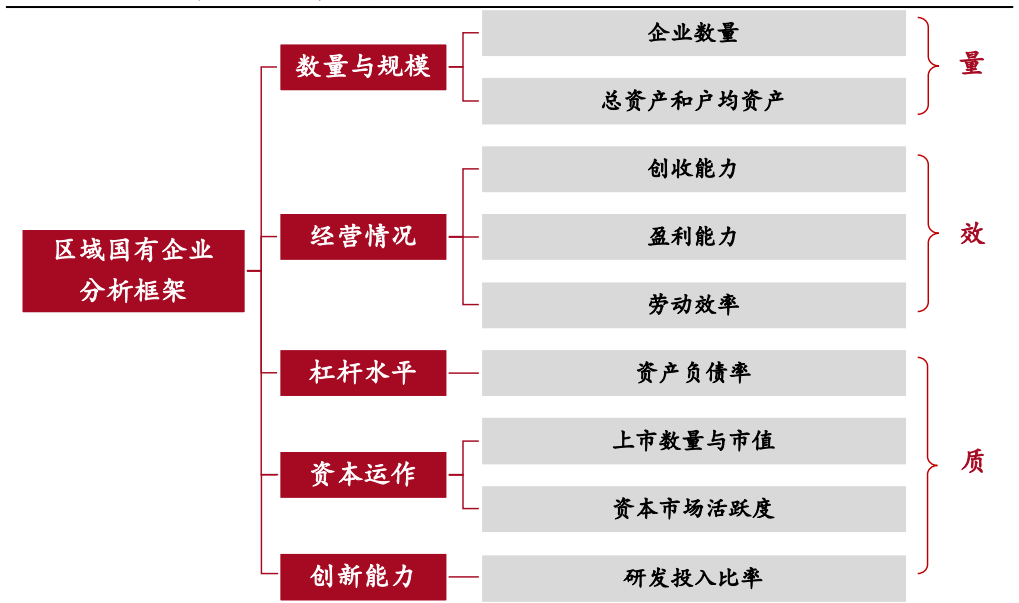 企业数量
数量与规模
量
总资产和户均资产
创收能力
经营情况
盈利能力
效
区域国有企业
分析框架
劳动效率
杠杆水平
资产负债率
上市数量与市值
资本运作
质
资本市场活跃度
创新能力
研发投入比率